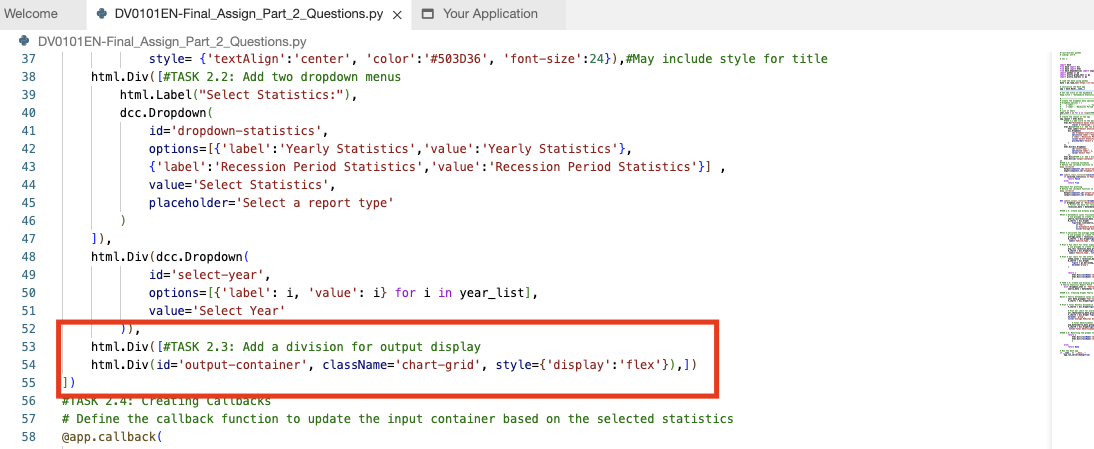 Welcome
DV0101EN-Final_Assign_Part_2_Questions.py
Your Application
DV0101EN-Final_Assign_Part_2_Questions.py
37 style= {'textAlign':'center', 'color':'#503D36', 'font-size':24}),#May include style for title
38 html.Div([#TASK 2.2: Add two dropdown menus
39 html.Label("Select Statistics:"),
40 dcc.Dropdown(
41 id='dropdown-statistics',
42 options=[{'label':'Yearly Statistics','value':'Yearly Statistics'},
43 {'label':'Recession Period Statistics','value':'Recession Period Statistics'}] ,
44 value='Select Statistics',
45 placeholder='Select a report type'
46 )
47 ]),
48 html.Div(dcc.Dropdown(
49 id='select-year',
50 options=[{'label': i, 'value': i} for i in year_list],
51 value='Select Year'
52 )),
53 html.Div([#TASK 2.3: Add a division for output display
54 html.Div(id='output-container', className='chart-grid', style={'display':'flex'}),])
55 ])
56 #TASK 2.4: Creating Callbacks
57 # Define the callback function to update the input container based on the selected statistics
58 @app.callback(